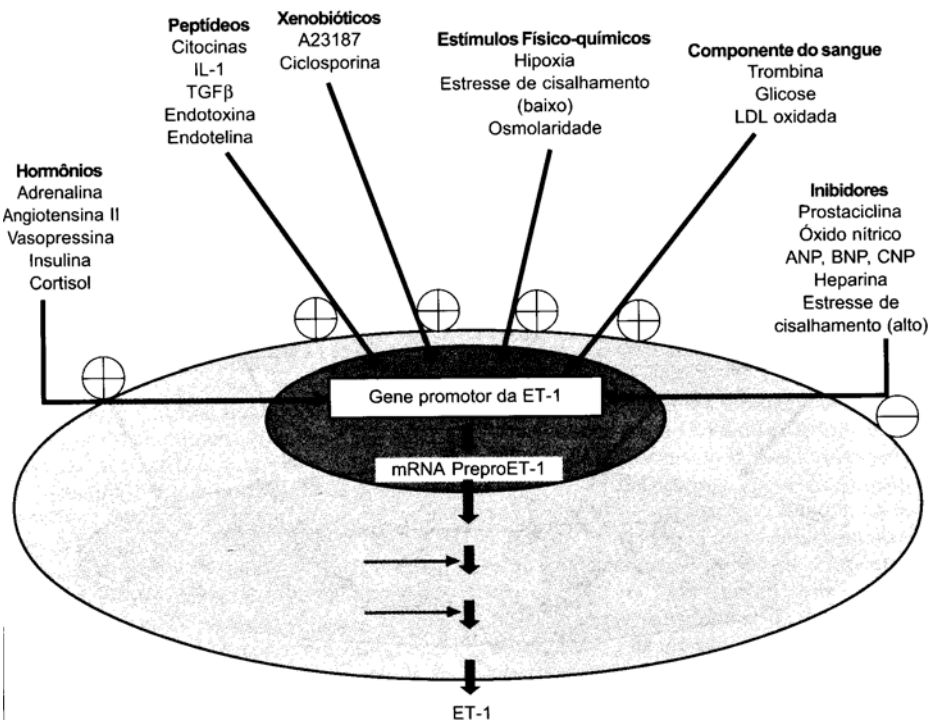 Peptídeos
Citocinas
IL-1
TGFβ
Endotoxina
Endotelina
Xenobióticos
A23187
Ciclosporina
Estímulos Físico-químicos
Hipoxia
Estresse de cisalhamento
(baixo)
Osmolaridade
Componente do sangue
Trombina
Glicose
LDL oxidada
Hormônios
Adrenalina
Angiotensina II
Vasopressina
Insulina
Cortisol
Inibidores
Prostaciclina
Óxido nítrico
ANP, BNP, CNP
Heparina
Estresse de
cisalhamento (alto)
Gene promotor da ET-1
mRNA PreproET-1
ET-1